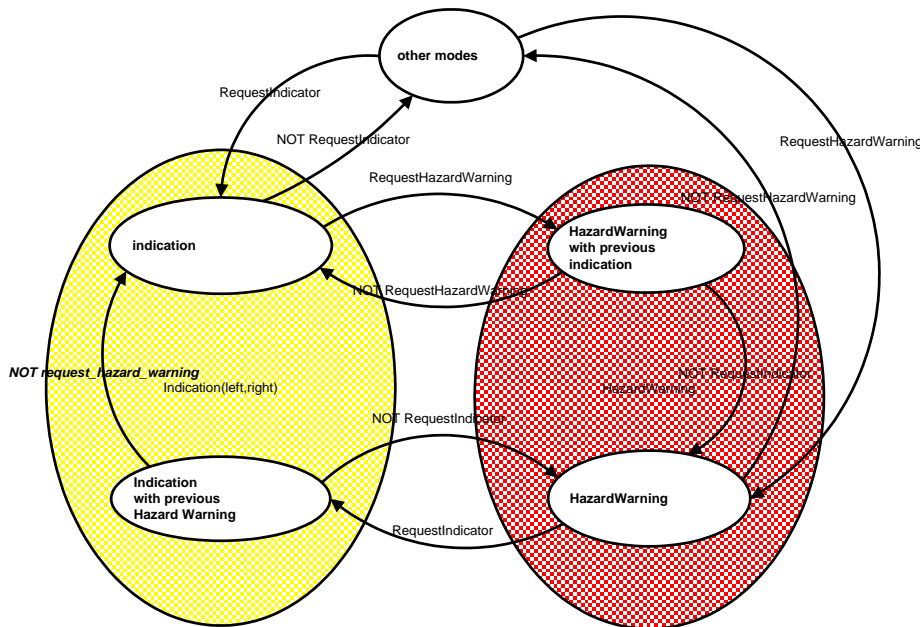 other modes
RequestIndicator
NOT RequestIndicator
RequestHazardWarning
RequestHazardWarning
NOT RequestHazardWarning
indication
HazardWarning
with previous
indication
NOT RequestHazardWarning
NOT request_hazard_warning
Indication(left,right)
NOT RequestIndicator
HazardWarning
NOT RequestIndicator
Indication
with previous
Hazard Warning
HazardWarning
RequestIndicator